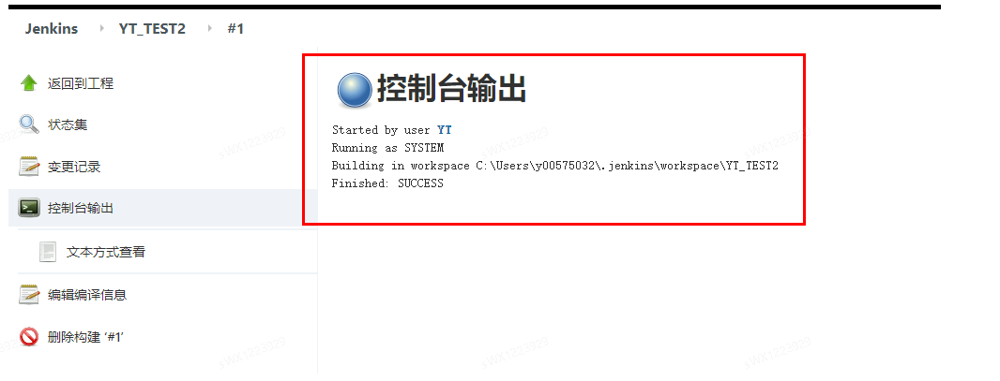 Jenkins YT_TEST2 #1
返回到工程
状态集
变更记录
控制台输出
文本方式查看
编辑编译信息
删除构建 ‘#1’
控制台输出
Started by user YT
Running as SYSTEM
Building in workspace C:\Users\y00575032\.jenkins\workspace\YT_TEST2
Finished: SUCCESS